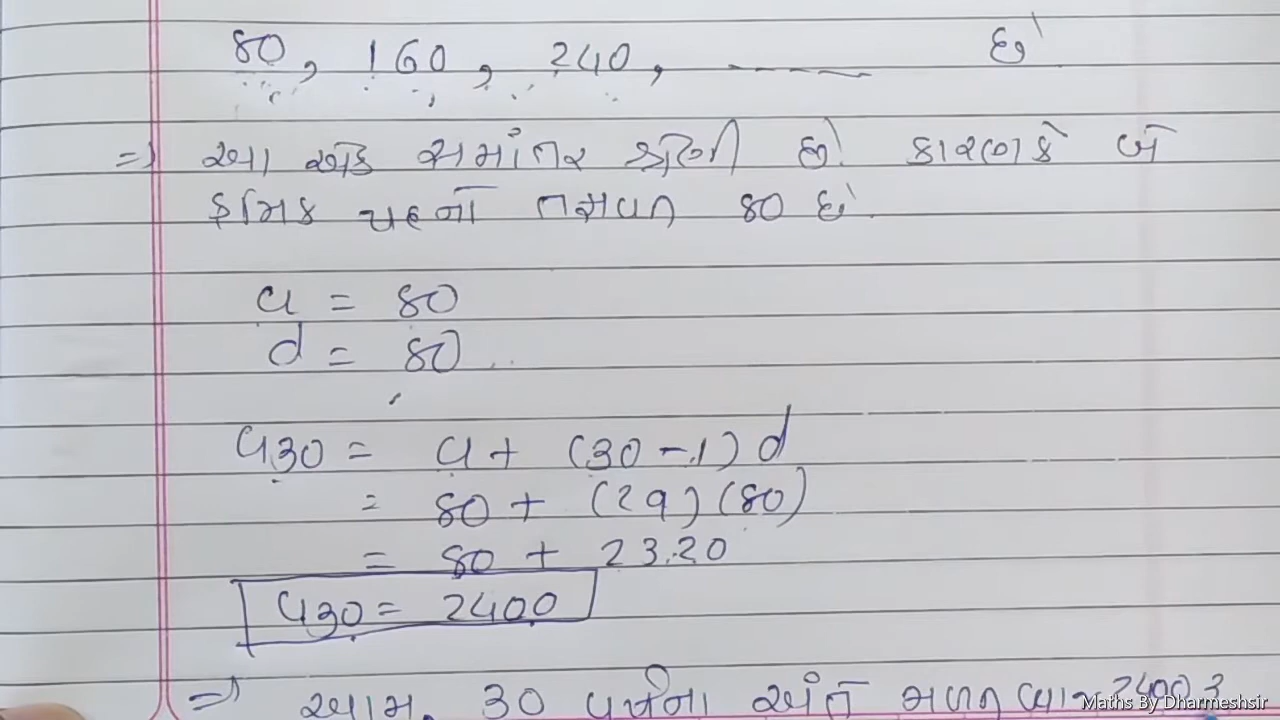 80, 160, 240, ........ છે
=> આ એક સમાંતર શ્રેણી છે. કારણકે બે
ક્રમિક પદનો તફાવત 80 છે.
a = 80
d = 80
a30 = a + (30-1)d
= 80 + (29)(80)
= 80 + 2320
a30 = 2400
=> આમ, 30 વર્ષના અંતે મળતું વ્યાજ 2400 રૂ
Maths By Dharmeshsir